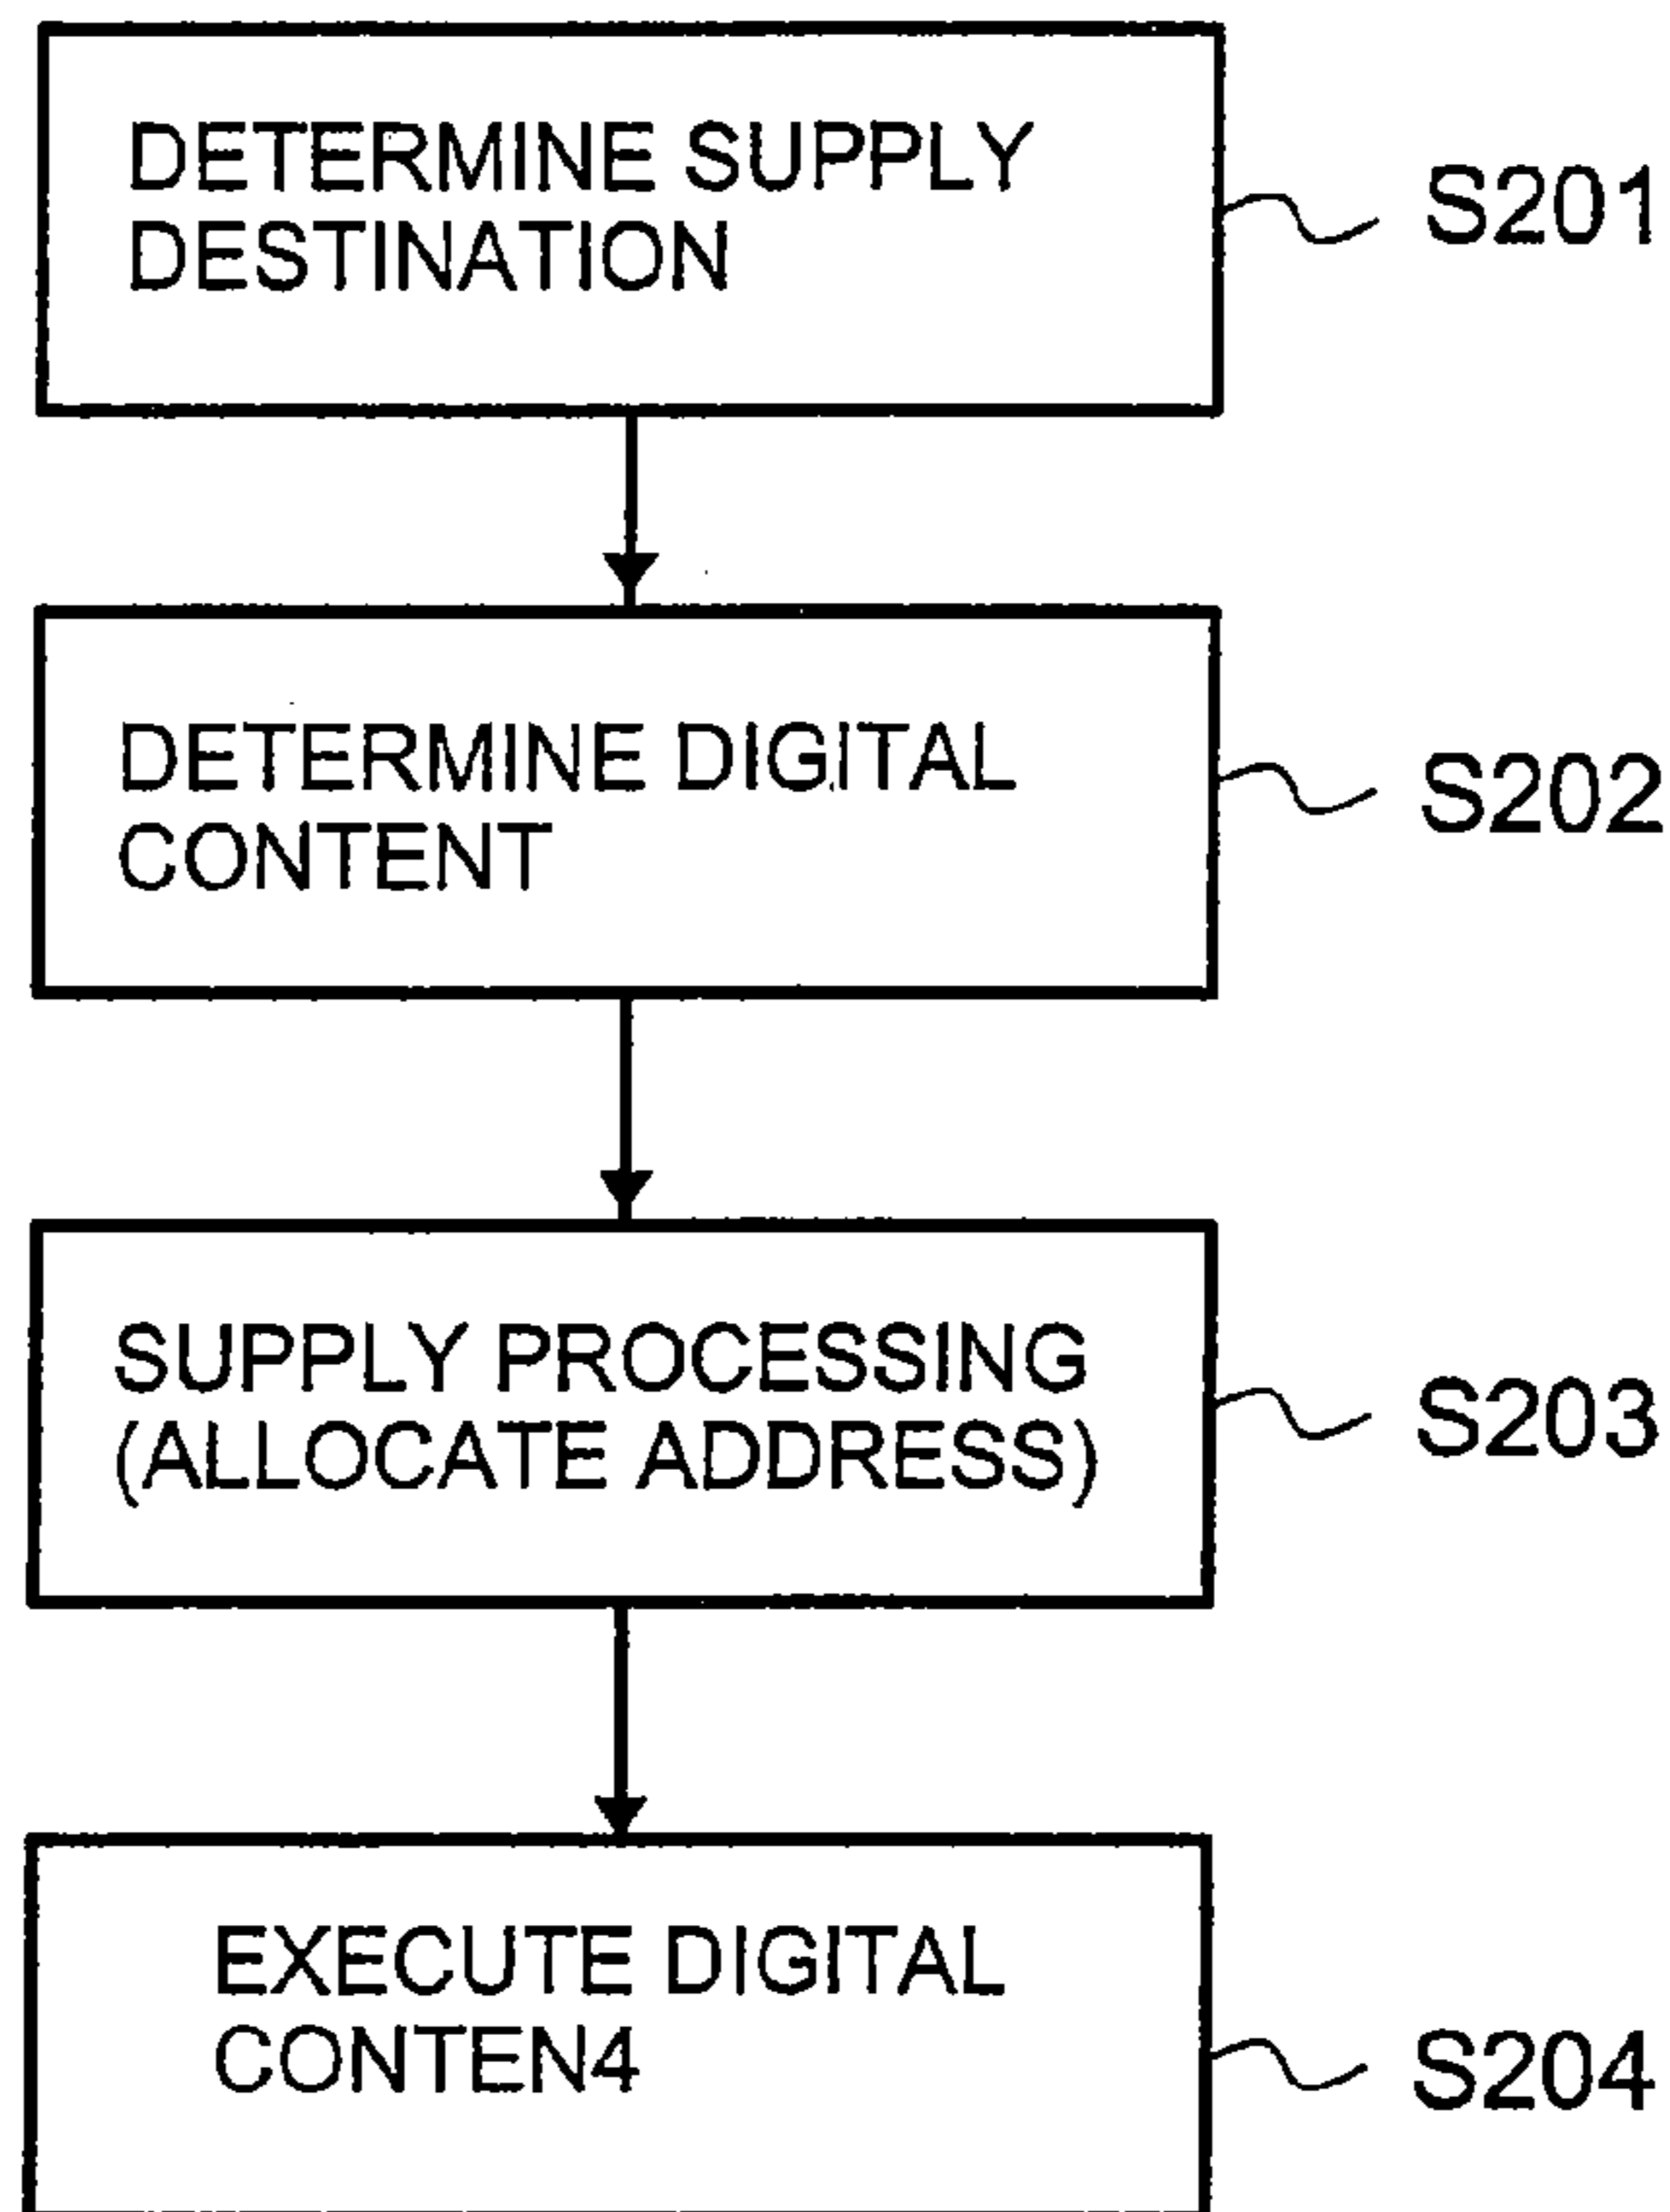 DETERMINE SUPPLY
DESTINATION
S201
DETERMINE DIGITAL
CONTENT
S202
SUPPLY PROCESSING
(ALLOCATE ADDRESS)
S203
EXECUTE DIGITAL
CONTEN4
S204